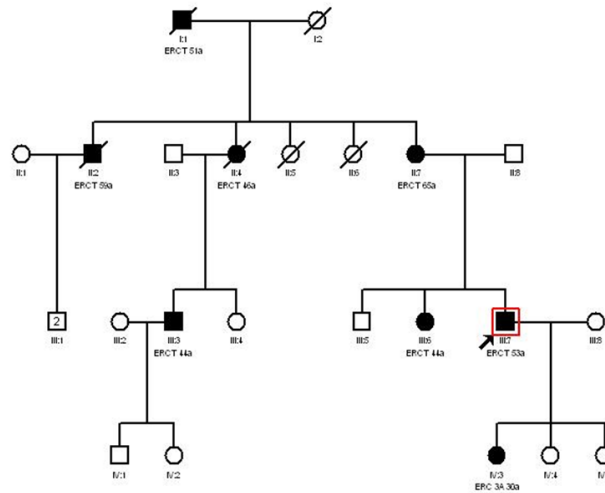 I:1
ERCT 51a
I:2
II:1
II:2
ERCT 59a
II:3
II:4
ERCT 46a
II:5
II:6
II:7
ERCT 65a
II:8
2
III:1
III:2
III:3
ERCT 44a
III:4
III:5
III:6
ERCT 44a
III:7
ERCT 53a
III:8
IV:1
IV:2
IV:3
ERC 3A 30a
IV:4